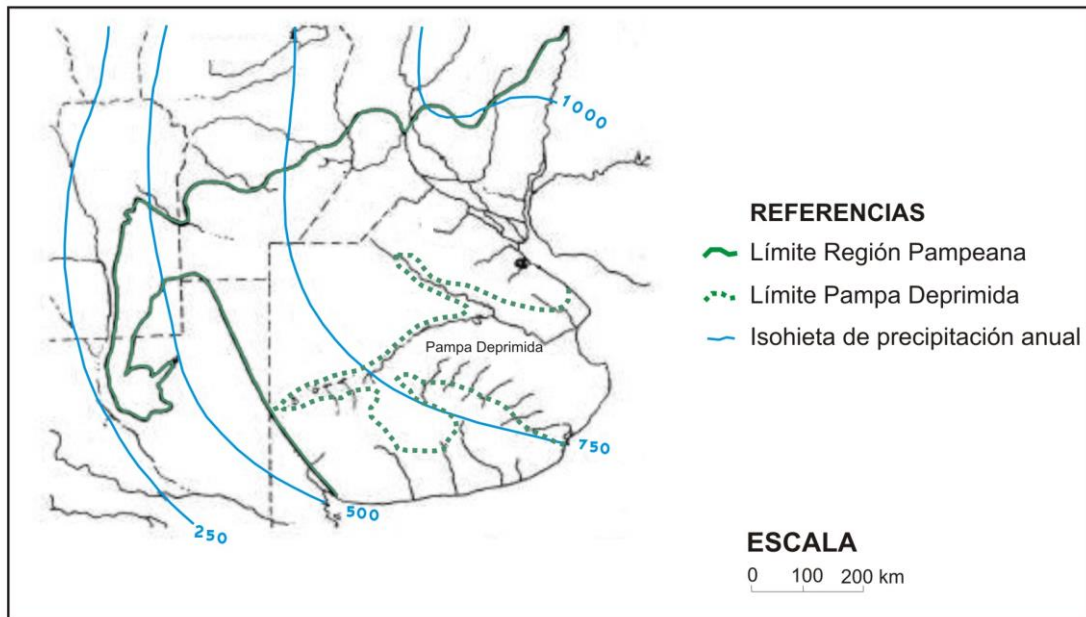 1000
REFERENCIAS
Límite Región Pampeana
Límite Pampa Deprimida
Isohieta de precipitación anual
Pampa Deprimida
750
500
250
ESCALA
0 100 200 km